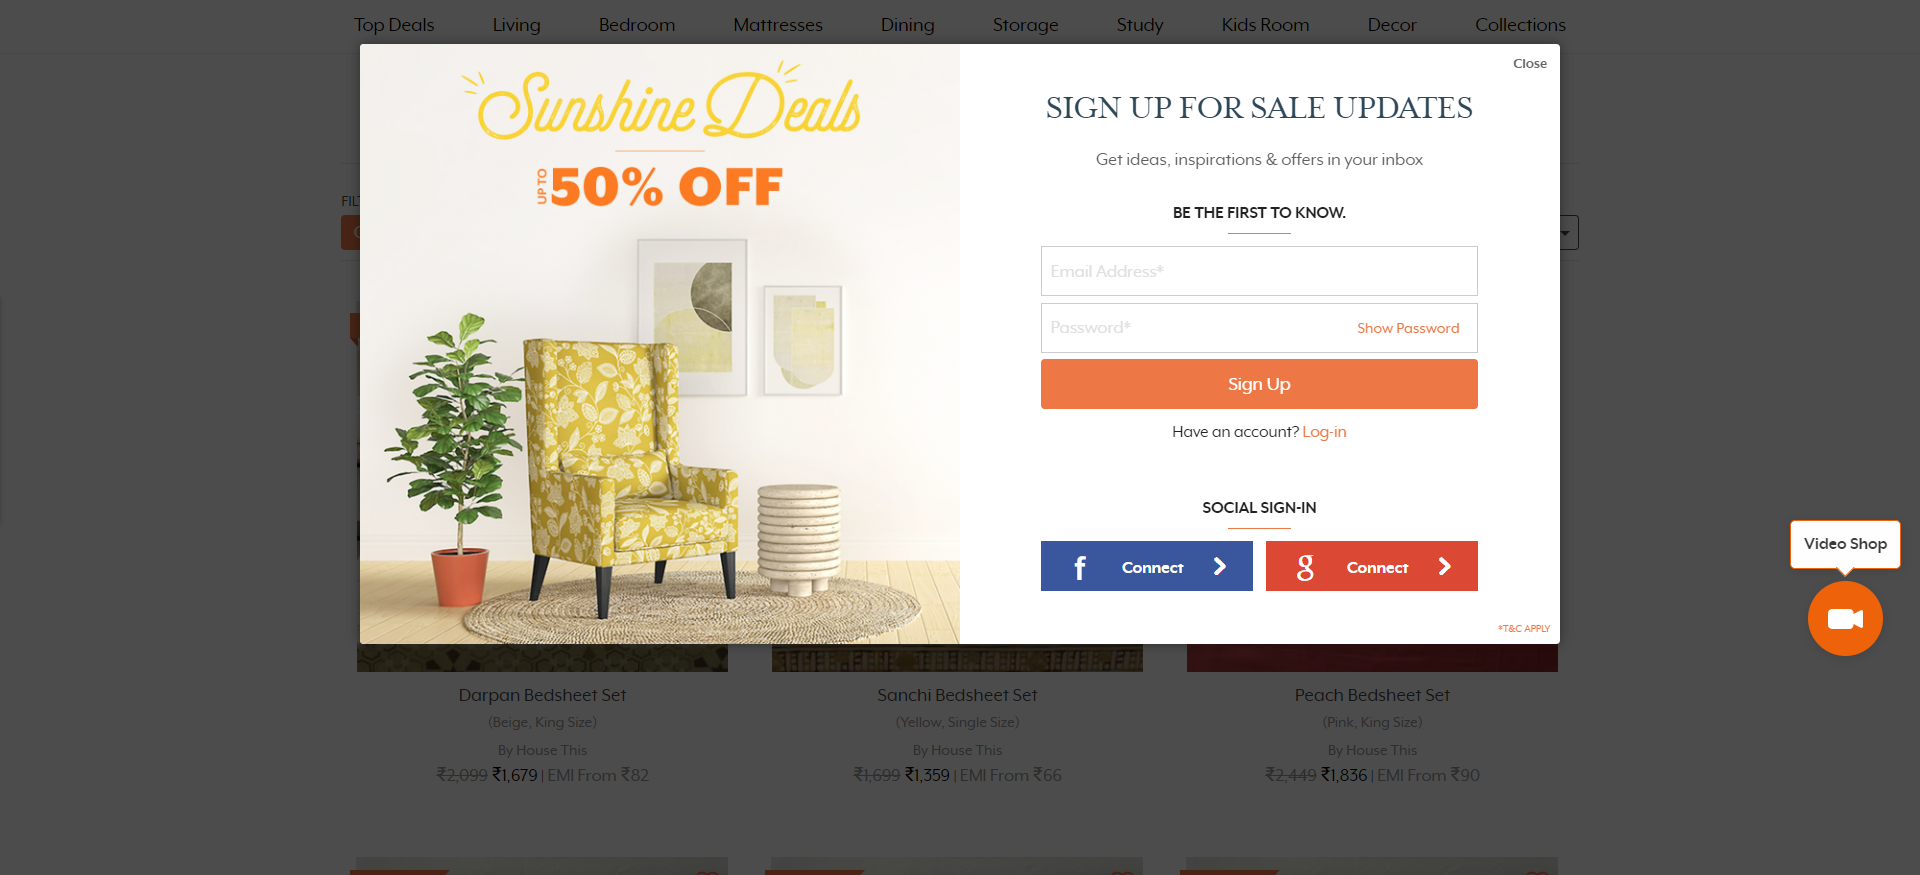 Top Deals Living Bedroom Mattresses Dining Storage Study Kids Room Decor Collections
Sunshine Deals
UP TO 50% OFF
Close
SIGN UP FOR SALE UPDATES
Get ideas, inspirations & offers in your inbox
BE THE FIRST TO KNOW.
Email Address*
Password*
Show Password
Sign Up
Have an account? Log-in
SOCIAL SIGN-IN
f Connect
g Connect
*T&C APPLY
Video Shop
Darpan Bedsheet Set
(Beige, King Size)
By House This
₹2,099 ₹1,679 | EMI From ₹82
Sanchi Bedsheet Set
(Yellow, Single Size)
By House This
₹1,699 ₹1,359 | EMI From ₹66
Peach Bedsheet Set
(Pink, King Size)
By House This
₹2,449 ₹1,836 | EMI From ₹90